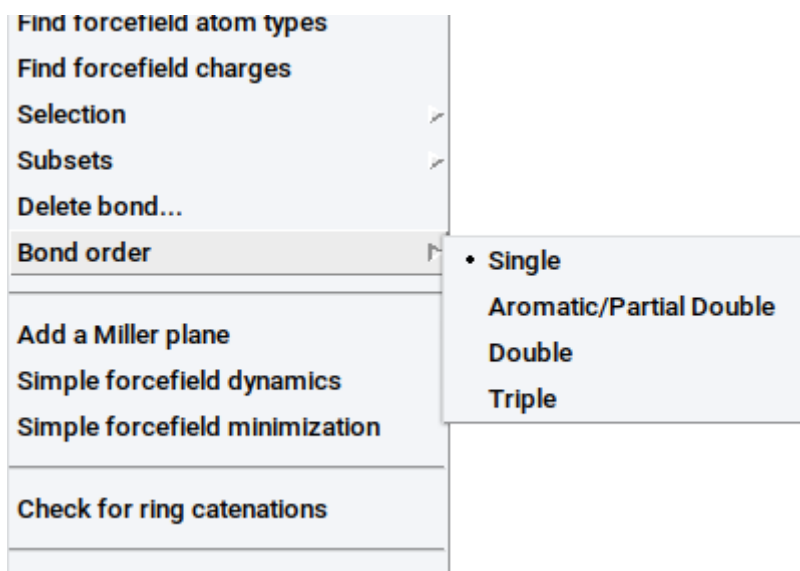 Find forcefield atom types
Find forcefield charges
Selection
Subsets
Delete bond...
Bond order
Single
Aromatic/Partial Double
Double
Triple
Add a Miller plane
Simple forcefield dynamics
Simple forcefield minimization
Check for ring catenations